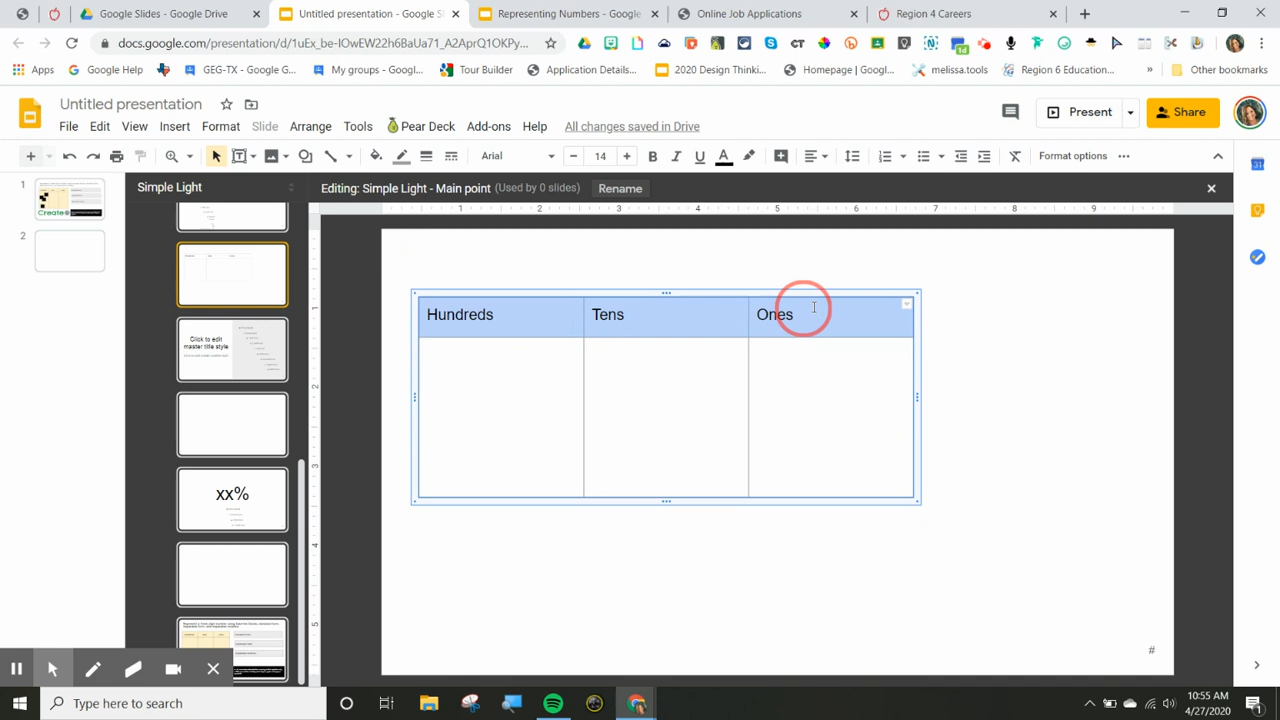 Google Slides - Google Drive
Untitled presentation - Google Sl
Representing Numbers - Google
Online Job Applications
Region 4 Careers
docs.google.com/presentation/d/1uEx_be-IOwEW22h6BaUa71_A2AprQ1OKPy...
Apps
Google Help
GEG-TX - Google G...
My groups - Googl...
Tour Builder
Application Details...
2020 Design Thinki...
Homepage | Googl...
melissa.tools
Region 6 Education...
Other bookmarks
Untitled presentation
Present
Share
File
Edit
View
Insert
Format
Slide
Arrange
Tools
Pear Deck
Add-ons
Help
All changes saved in Drive
Arial
14
Format options
Simple Light
Editing: Simple Light - Main point (Used by 0 slides)
Rename
1
Create
2
Click to edit
master title style
xx%
Hundreds
Tens
Ones
#
Type here to search
10:55 AM
4/27/2020